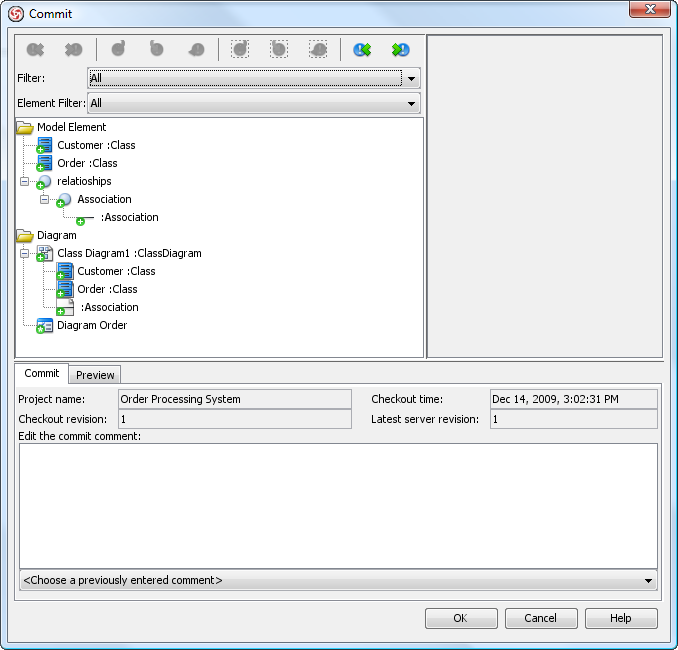 Commit
Filter: All
Element Filter: All
Model Element
Customer :Class
Order :Class
relatioships
Association
:Association
Diagram
Class Diagram1 :ClassDiagram
Customer :Class
Order :Class
:Association
Diagram Order
Commit Preview
Project name: Order Processing System Checkout time: Dec 14, 2009, 3:02:31 PM
Checkout revision: 1 Latest server revision: 1
Edit the commit comment:
<Choose a previously entered comment>
OK Cancel Help